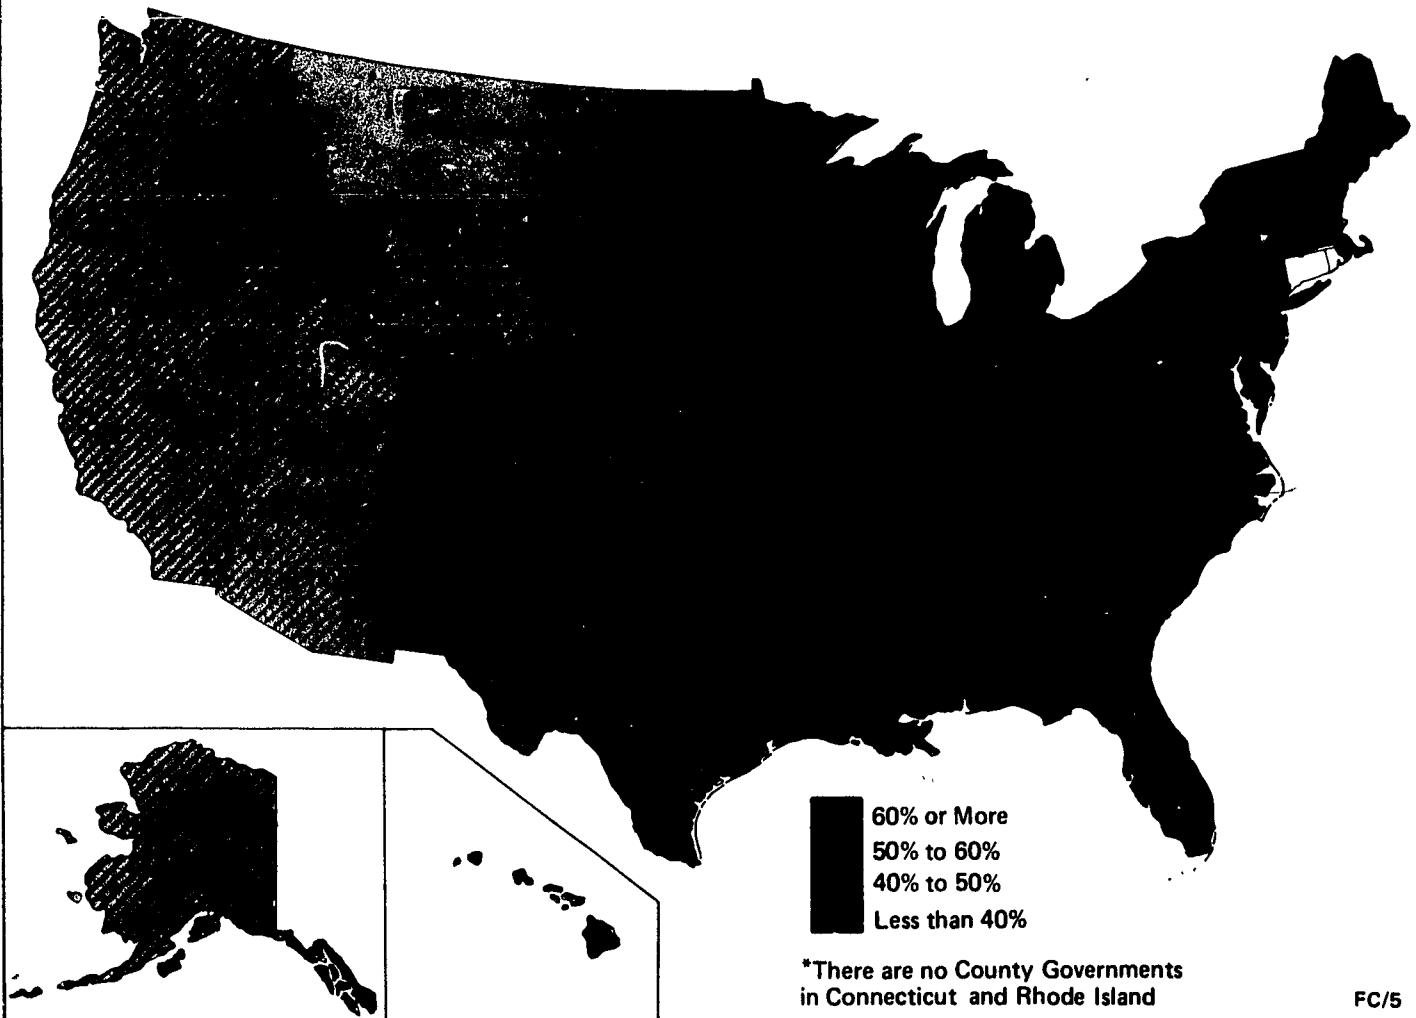 60% or More
50% to 60%
40% to 50%
Less than 40%
*There are no County Governments
in Connecticut and Rhode Island
FC/5